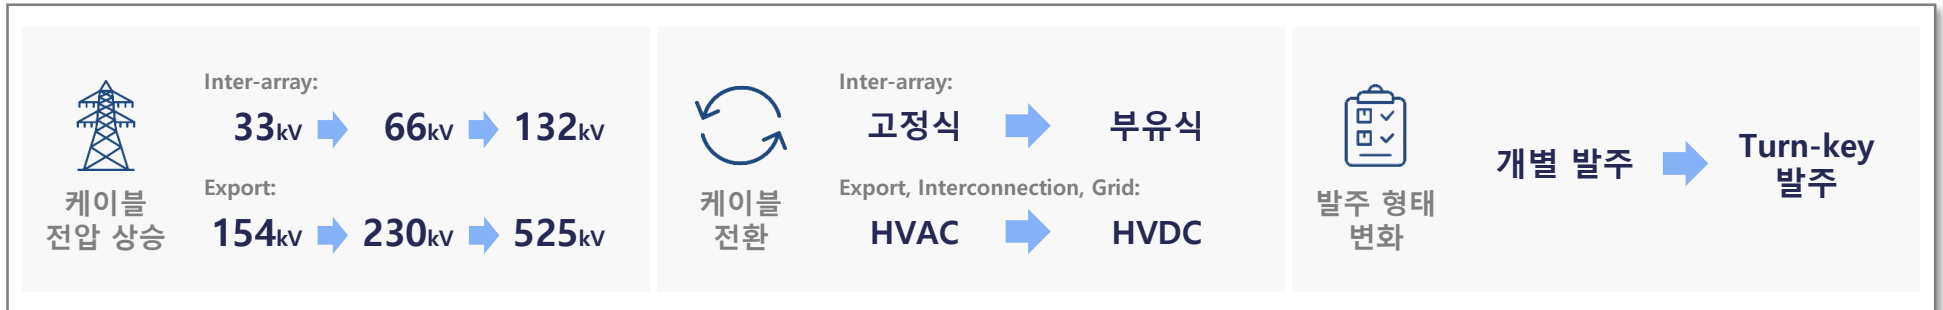 케이블
전압 상승
Inter-array:
33kV 66kV 132kV
Export:
154kV 230kV 525kV
케이블
전환
Inter-array:
고정식 부유식
Export, Interconnection, Grid:
HVAC HVDC
발주 형태
변화
개별 발주
Turn-key
발주